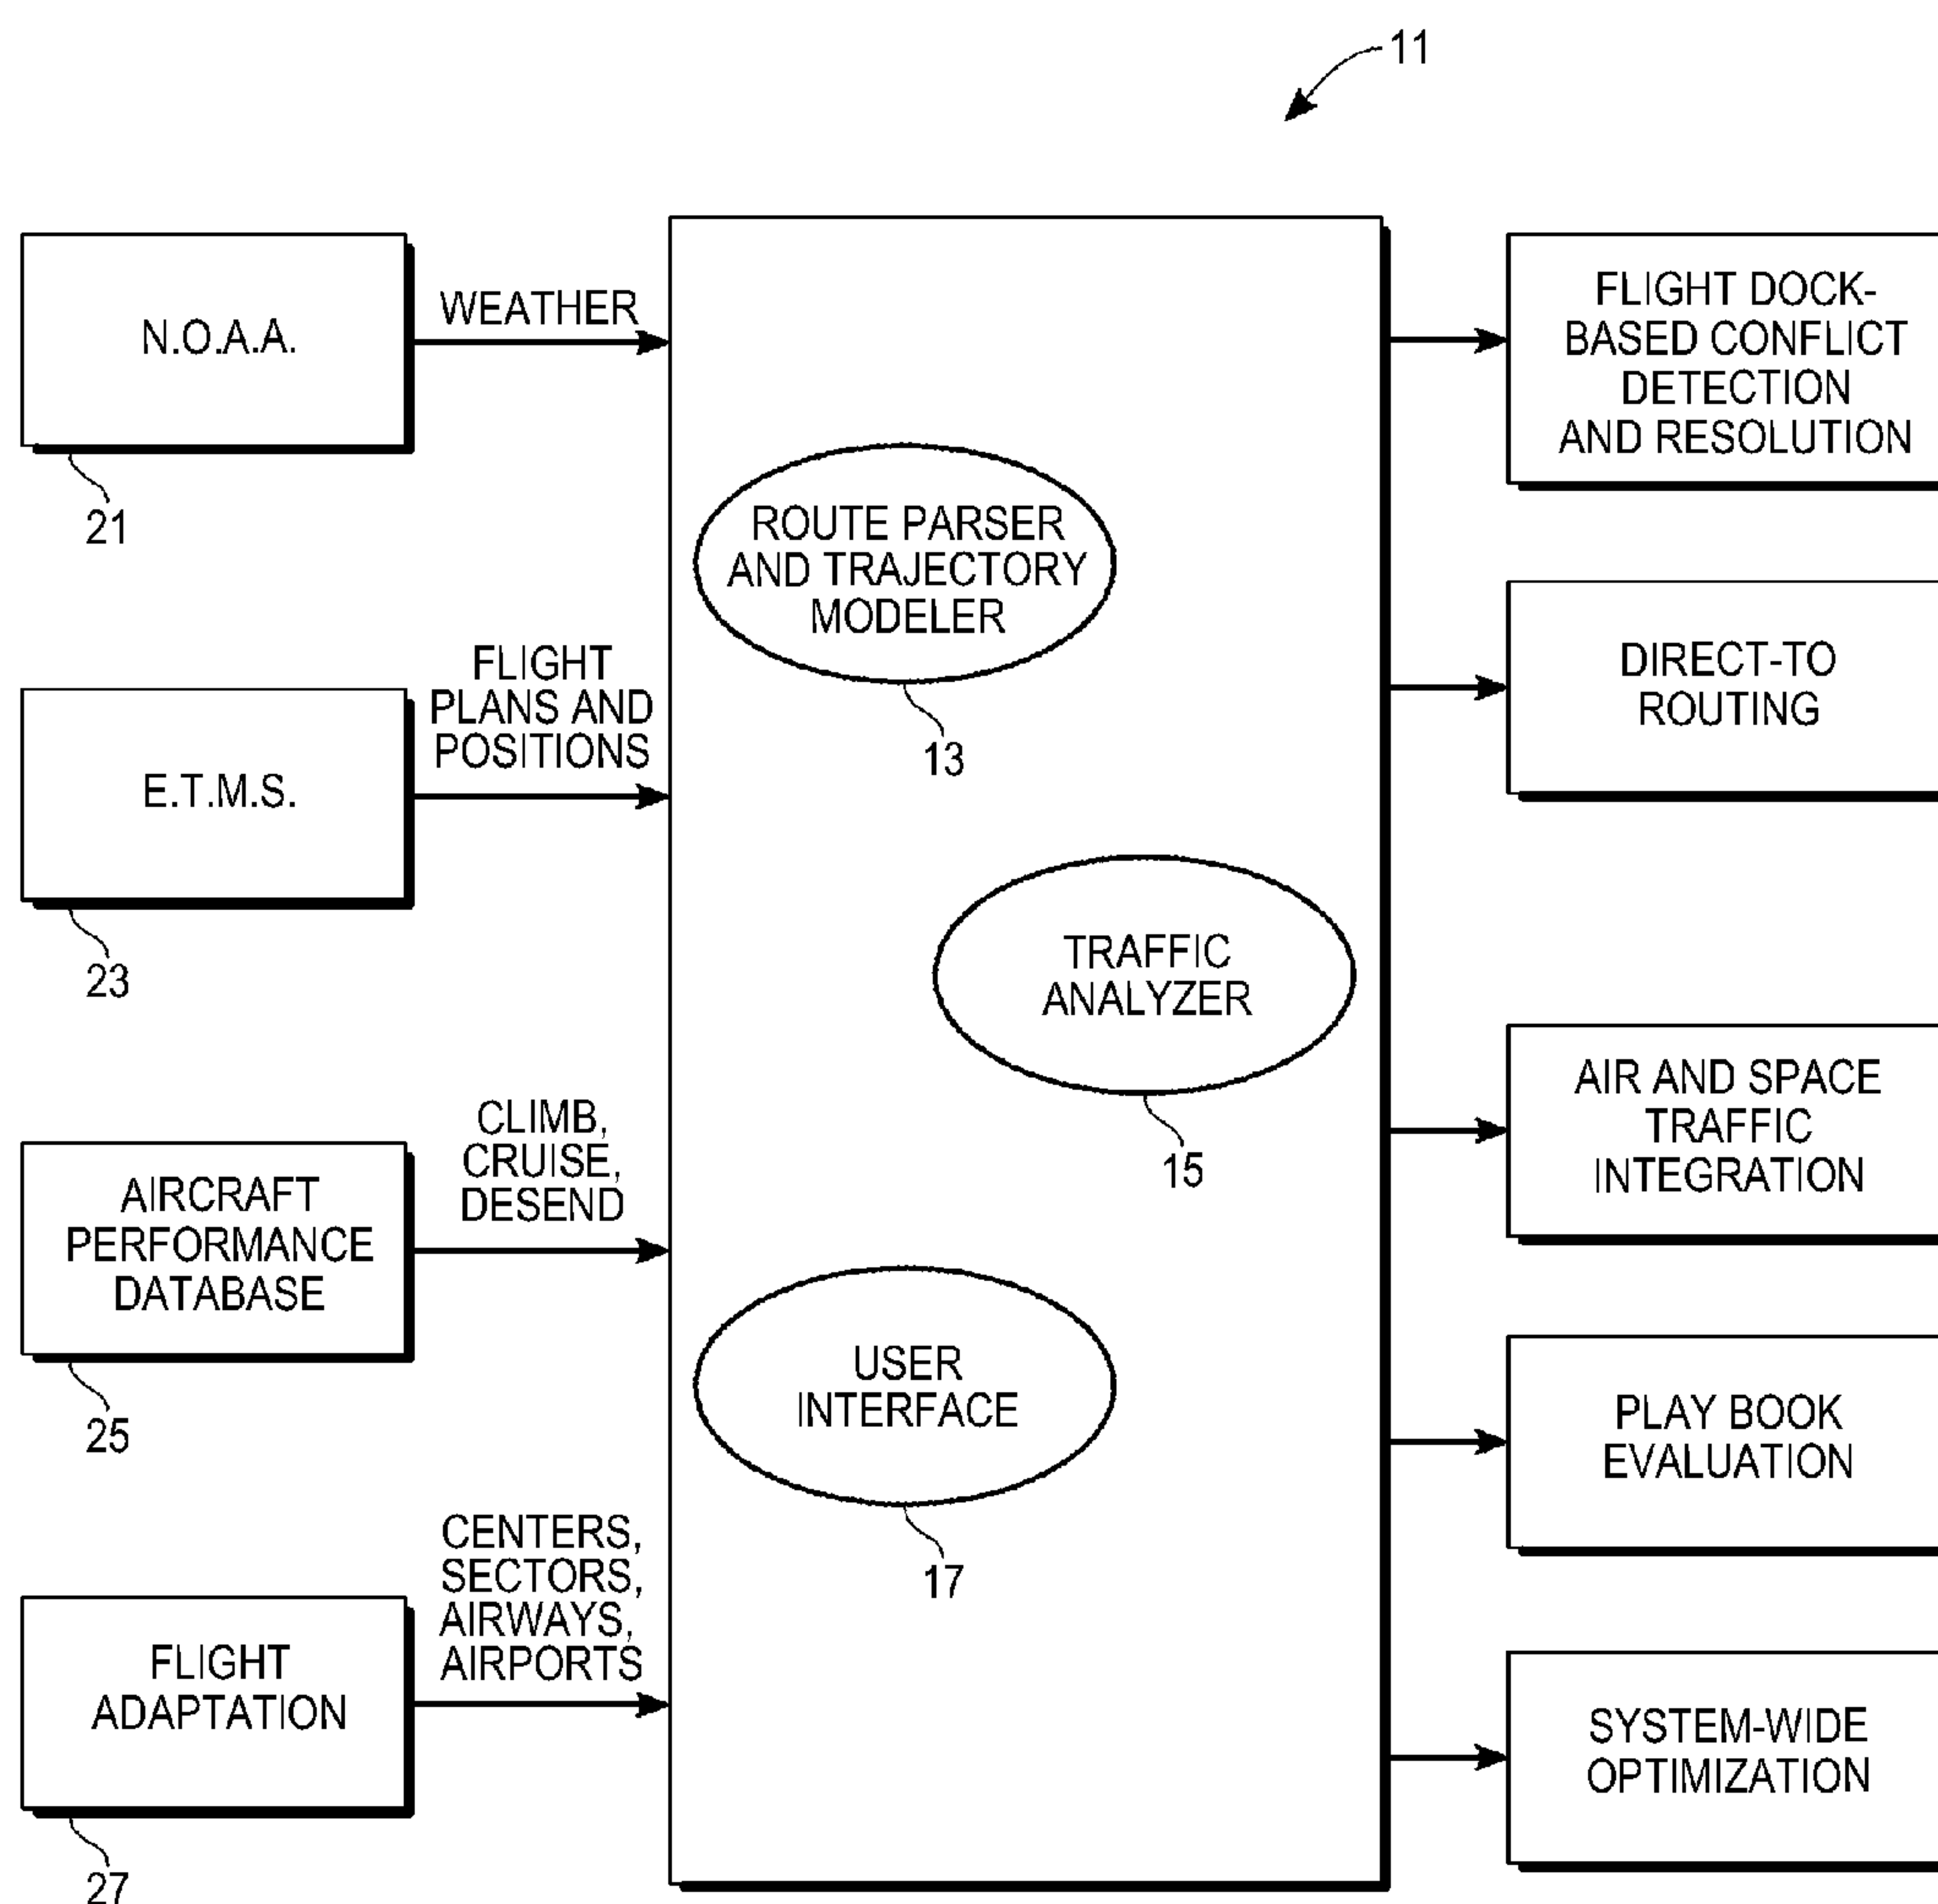 11
N.O.A.A.
21
WEATHER
E.T.M.S.
23
FLIGHT
PLANS AND
POSITIONS
AIRCRAFT
PERFORMANCE
DATABASE
25
CLIMB,
CRUISE,
DESEND
FLIGHT
ADAPTATION
27
CENTERS,
SECTORS,
AIRWAYS,
AIRPORTS
ROUTE PARSER
AND TRAJECTORY
MODELER
13
TRAFFIC
ANALYZER
15
USER
INTERFACE
17
FLIGHT DOCK-
BASED CONFLICT
DETECTION
AND RESOLUTION
DIRECT-TO
ROUTING
AIR AND SPACE
TRAFFIC
INTEGRATION
PLAY BOOK
EVALUATION
SYSTEM-WIDE
OPTIMIZATION